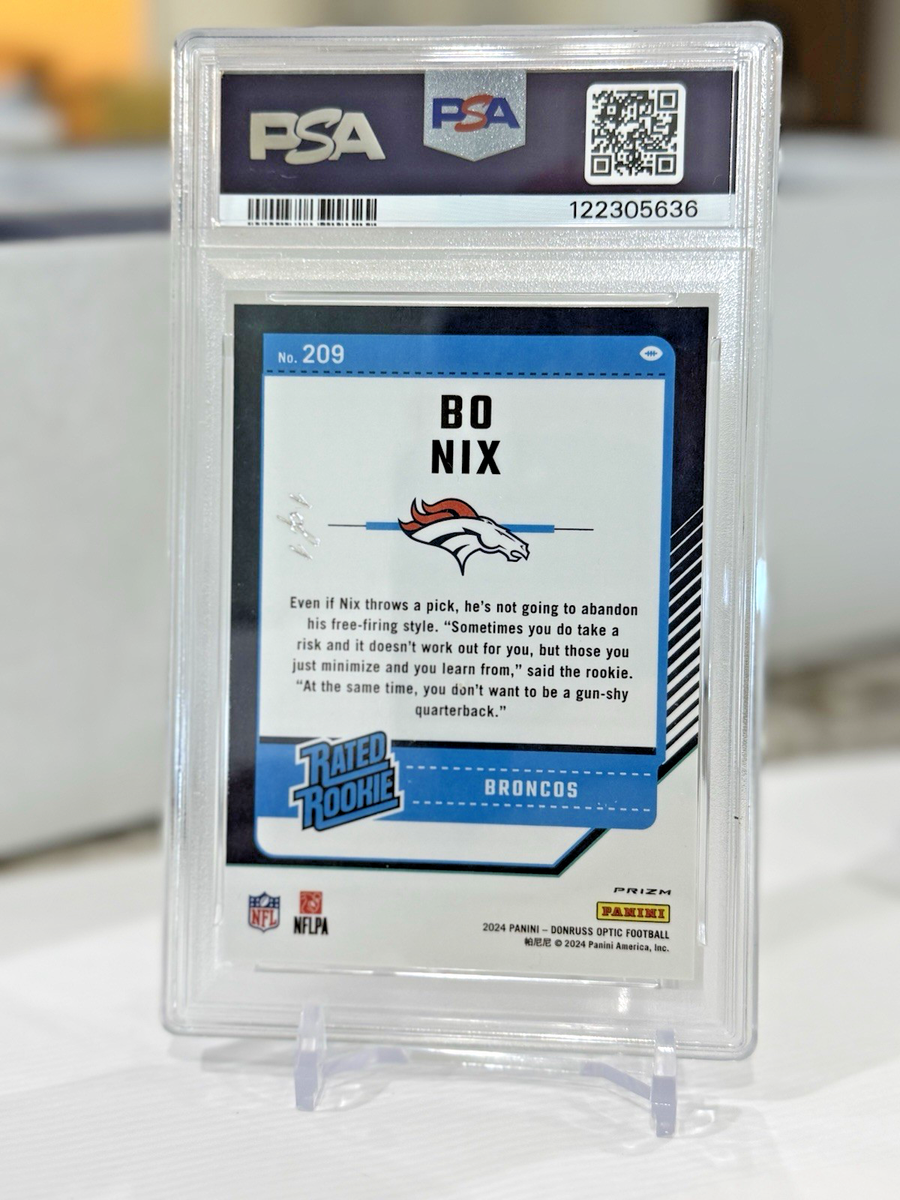 PSA
PSA
122305636
No. 209
BO
NIX
1 of 1
Even if Nix throws a pick, he's not going to abandon
his free-firing style. “Sometimes you do take a
risk and it doesn't work out for you, but those you
just minimize and you learn from,” said the rookie.
“At the same time, you don't want to be a gun-shy
quarterback.”
RATED
ROOKIE
BRONCOS
PRIZM
PANINI
NFL
NFLPA
2024 PANINI – DONRUSS OPTIC FOOTBALL
帕尼尼 © 2024 Panini America, Inc.